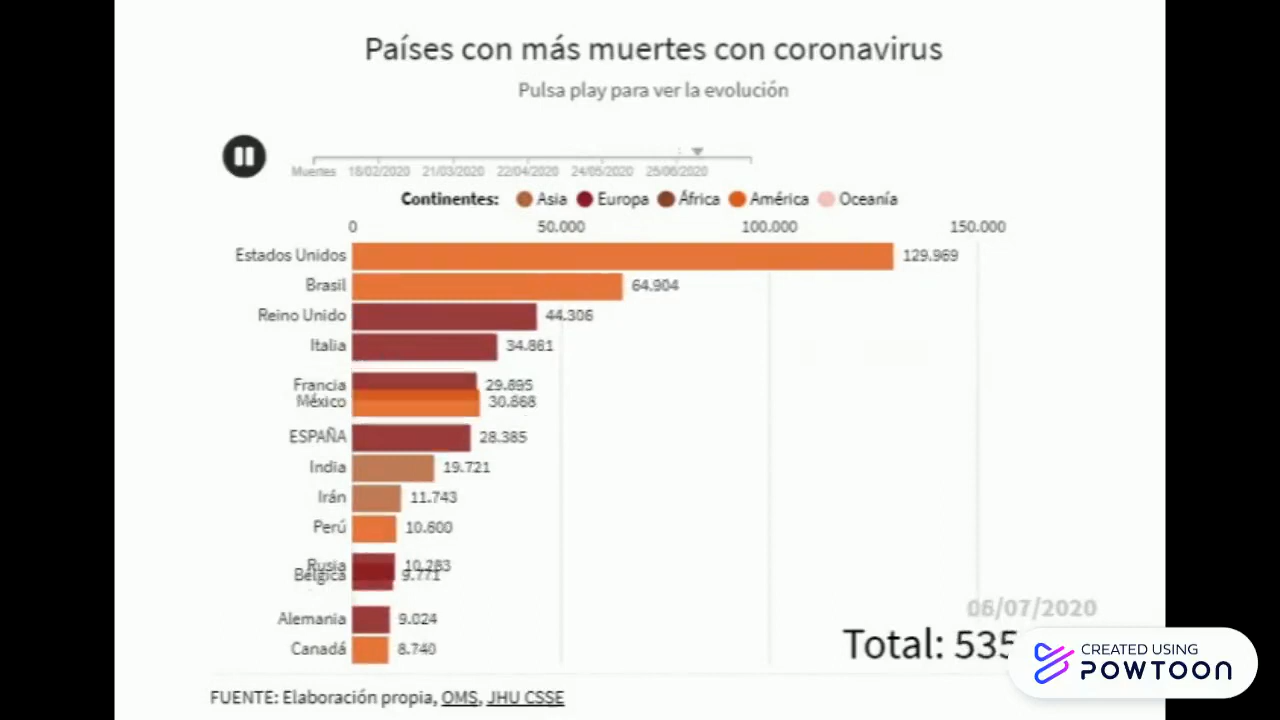 Países con más muertes con coronavirus
Pulsa play para ver la evolución
Muertes 18/02/2020 21/03/2020 22/04/2020 24/05/2020 25/06/2020
Continentes: Asia Europa África América Oceanía
0 50.000 100.000 150.000
Estados Unidos 129.969
Brasil 64.904
Reino Unido 44.306
Italia 34.861
Francia 29.895
México 30.868
ESPAÑA 28.385
India 19.721
Irán 11.743
Perú 10.600
Rusia 10.283
Bélgica 9.771
Alemania 9.024
Canadá 8.740
06/07/2020
Total: 535
CREATED USING
POWTOON
FUENTE: Elaboración propia, OMS, JHU CSSE